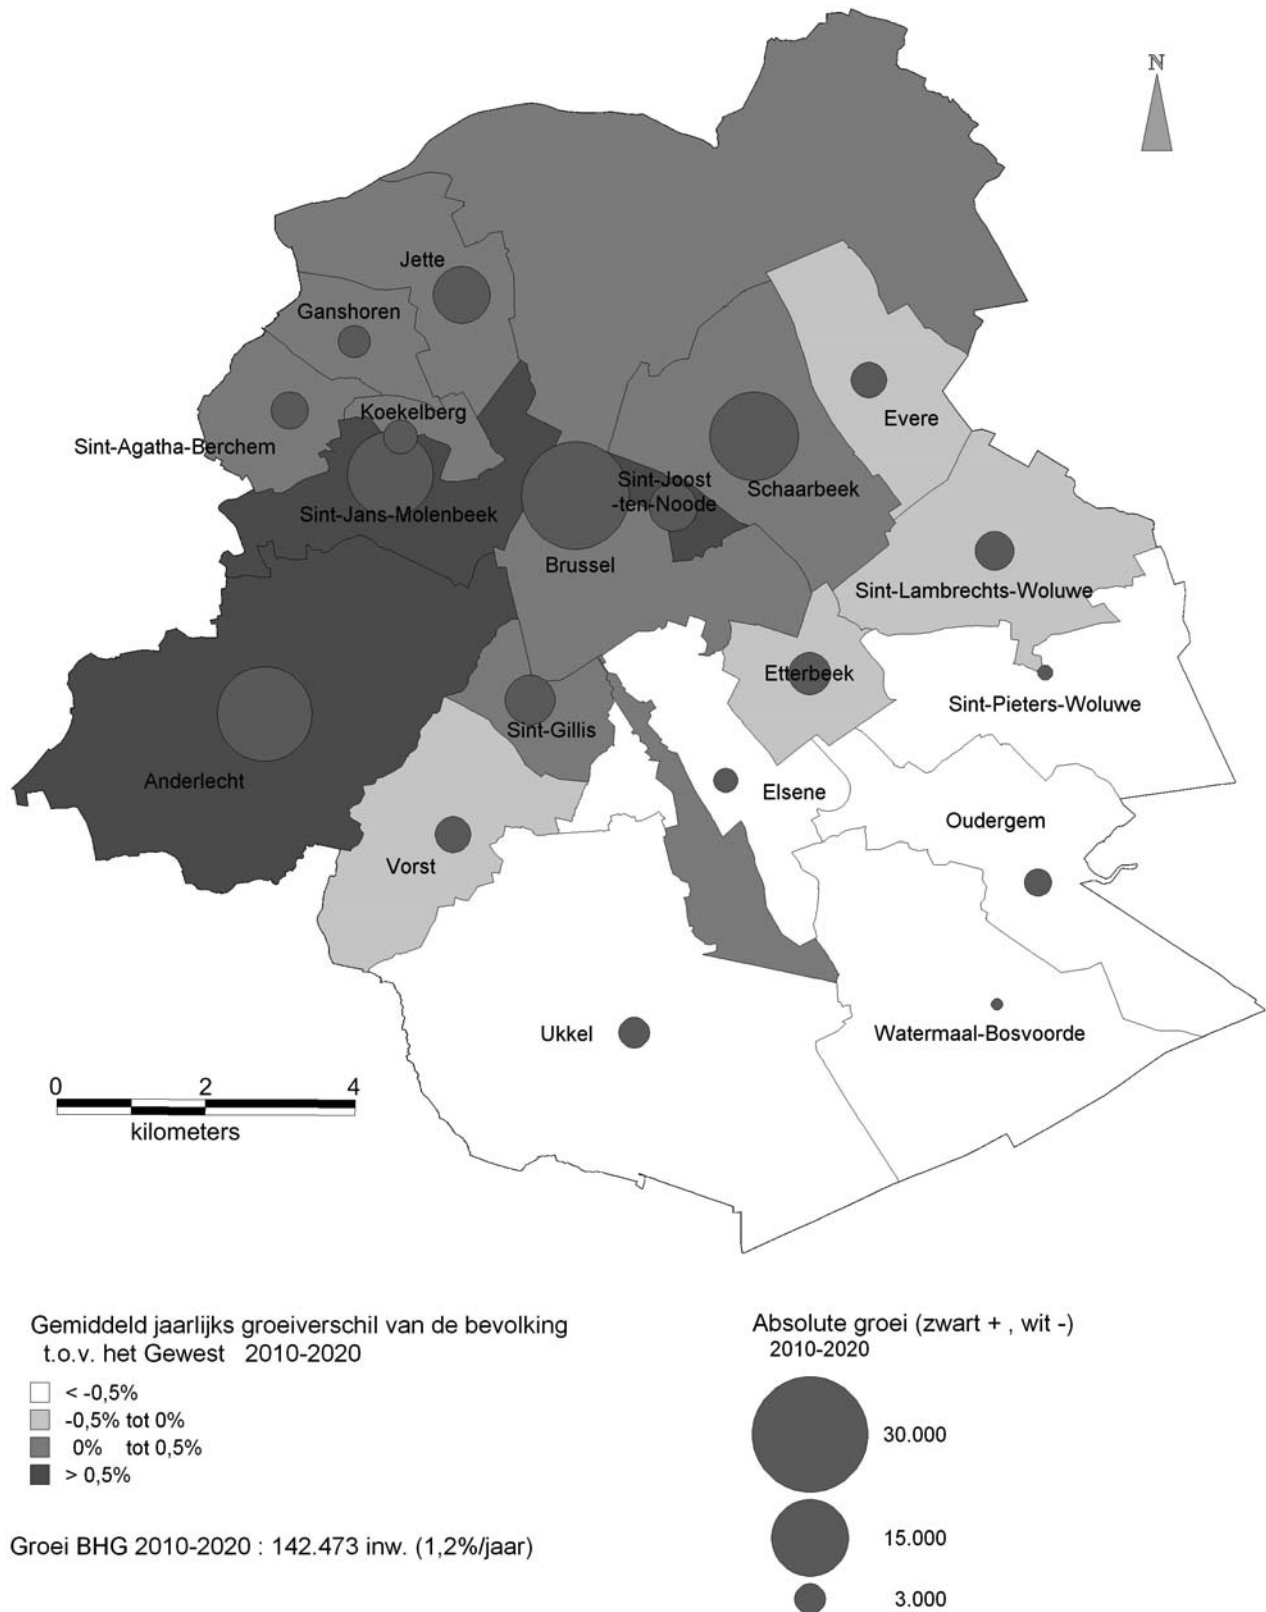 N
Jette
Ganshoren
Koekelberg
Sint-Agatha-Berchem
Evere
Sint-Joost
-ten-Noode
Schaarbeek
Sint-Jans-Molenbeek
Brussel
Sint-Lambrechts-Woluwe
Etterbeek
Sint-Pieters-Woluwe
Sint-Gillis
Anderlecht
Elsene
Oudergem
Vorst
Ukkel
Watermaal-Bosvoorde
0 2 4
kilometers
Gemiddeld jaarlijks groeiverschil van de bevolking
t.o.v. het Gewest 2010-2020
< -0,5%
-0,5% tot 0%
0% tot 0,5%
> 0,5%
Groei BHG 2010-2020 : 142.473 inw. (1,2%/jaar)
Absolute groei (zwart + , wit -)
2010-2020
30.000
15.000
3.000